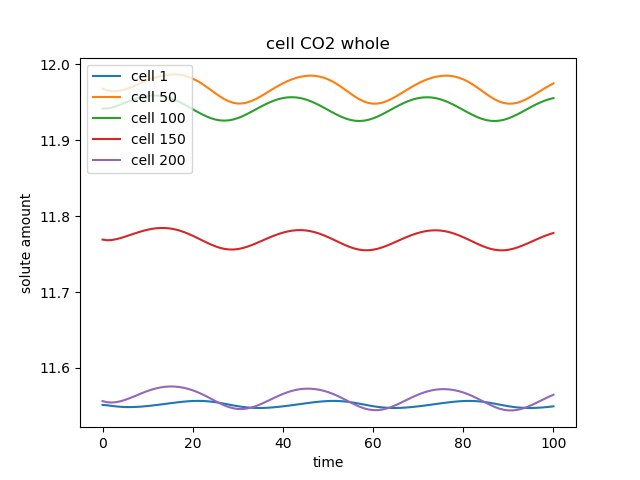 cell CO2 whole
12.0
11.9
11.8
11.7
11.6
solute amount
cell 1
cell 50
cell 100
cell 150
cell 200
0 20 40 60 80 100
time